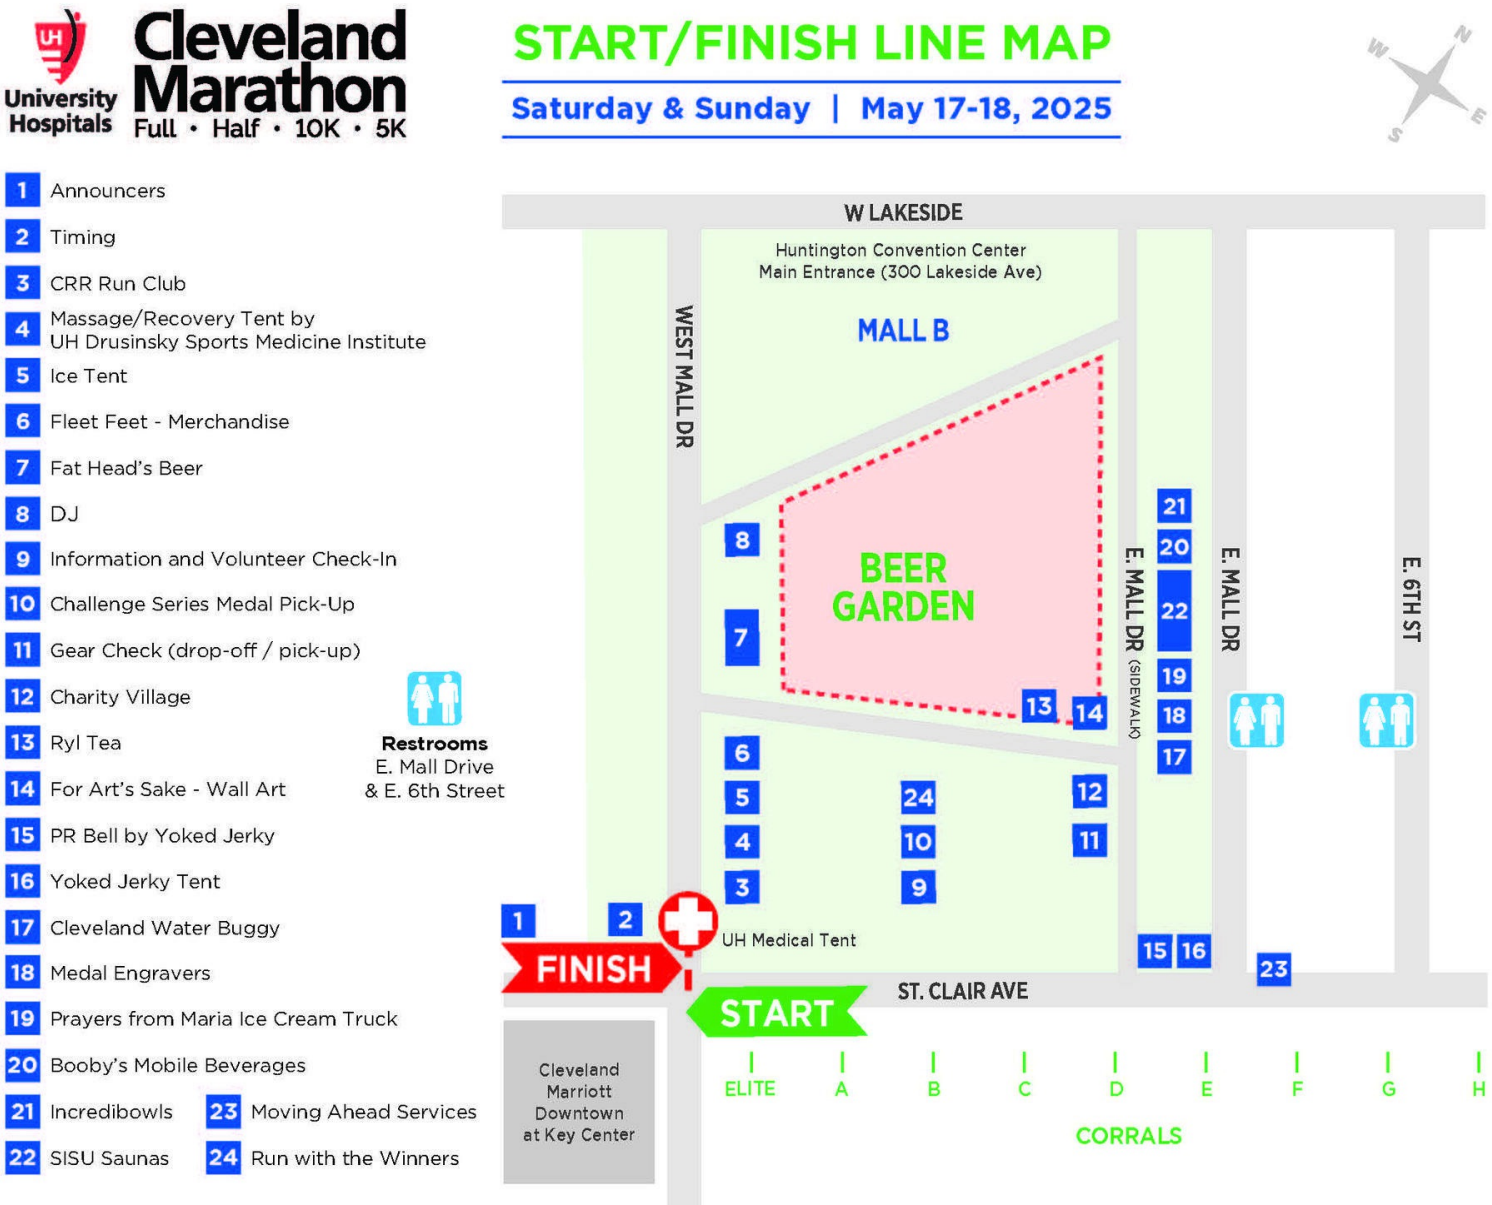 UH
University
Hospitals
Cleveland
Marathon
Full • Half • 10K • 5K
START/FINISH LINE MAP
Saturday & Sunday | May 17-18, 2025
N
W
E
S
1 Announcers
2 Timing
3 CRR Run Club
4 Massage/Recovery Tent by
UH Drusinsky Sports Medicine Institute
5 Ice Tent
6 Fleet Feet - Merchandise
7 Fat Head's Beer
8 DJ
9 Information and Volunteer Check-In
10 Challenge Series Medal Pick-Up
11 Gear Check (drop-off / pick-up)
12 Charity Village
13 Ryl Tea
14 For Art's Sake - Wall Art
15 PR Bell by Yoked Jerky
16 Yoked Jerky Tent
17 Cleveland Water Buggy
18 Medal Engravers
19 Prayers from Maria Ice Cream Truck
20 Booby's Mobile Beverages
21 Incredibowls
22 SISU Saunas
23 Moving Ahead Services
24 Run with the Winners
Restrooms
E. Mall Drive
& E. 6th Street
W LAKESIDE
Huntington Convention Center
Main Entrance (300 Lakeside Ave)
MALL B
WEST MALL DR
BEER
GARDEN
E. MALL DR (SIDEWALK)
E. MALL DR
E. 6TH ST
8
7
13
14
21
20
22
19
18
17
6
5
4
3
24
10
9
12
11
1
2
UH Medical Tent
15
16
23
FINISH
START
ST. CLAIR AVE
Cleveland
Marriott
Downtown
at Key Center
ELITE
A
B
C
D
E
F
G
H
CORRALS